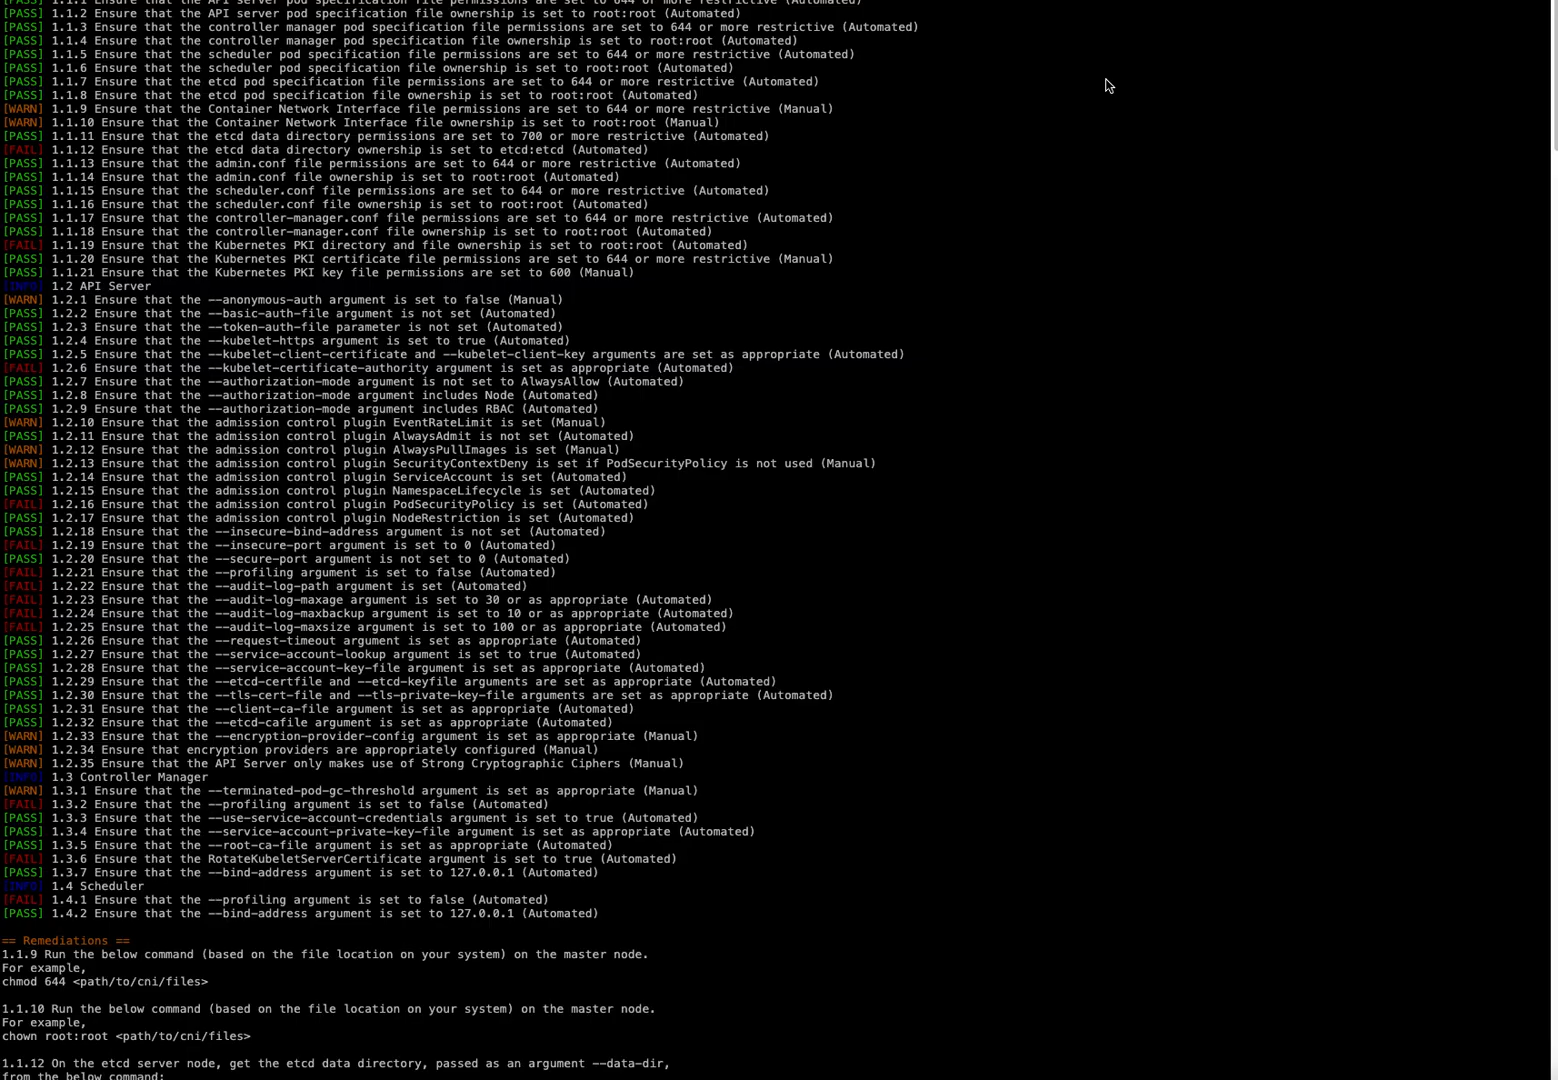 [PASS] 1.1.1 Ensure that the API server pod specification file permissions are set to 644 or more restrictive (Automated)
[PASS] 1.1.2 Ensure that the API server pod specification file ownership is set to root:root (Automated)
[PASS] 1.1.3 Ensure that the controller manager pod specification file permissions are set to 644 or more restrictive (Automated)
[PASS] 1.1.4 Ensure that the controller manager pod specification file ownership is set to root:root (Automated)
[PASS] 1.1.5 Ensure that the scheduler pod specification file permissions are set to 644 or more restrictive (Automated)
[PASS] 1.1.6 Ensure that the scheduler pod specification file ownership is set to root:root (Automated)
[PASS] 1.1.7 Ensure that the etcd pod specification file permissions are set to 644 or more restrictive (Automated)
[PASS] 1.1.8 Ensure that the etcd pod specification file ownership is set to root:root (Automated)
[WARN] 1.1.9 Ensure that the Container Network Interface file permissions are set to 644 or more restrictive (Manual)
[WARN] 1.1.10 Ensure that the Container Network Interface file ownership is set to root:root (Manual)
[PASS] 1.1.11 Ensure that the etcd data directory permissions are set to 700 or more restrictive (Automated)
[FAIL] 1.1.12 Ensure that the etcd data directory ownership is set to etcd:etcd (Automated)
[PASS] 1.1.13 Ensure that the admin.conf file permissions are set to 644 or more restrictive (Automated)
[PASS] 1.1.14 Ensure that the admin.conf file ownership is set to root:root (Automated)
[PASS] 1.1.15 Ensure that the scheduler.conf file permissions are set to 644 or more restrictive (Automated)
[PASS] 1.1.16 Ensure that the scheduler.conf file ownership is set to root:root (Automated)
[PASS] 1.1.17 Ensure that the controller-manager.conf file permissions are set to 644 or more restrictive (Automated)
[PASS] 1.1.18 Ensure that the controller-manager.conf file ownership is set to root:root (Automated)
[FAIL] 1.1.19 Ensure that the Kubernetes PKI directory and file ownership is set to root:root (Automated)
[PASS] 1.1.20 Ensure that the Kubernetes PKI certificate file permissions are set to 644 or more restrictive (Manual)
[PASS] 1.1.21 Ensure that the Kubernetes PKI key file permissions are set to 600 (Manual)
[INFO] 1.2 API Server
[WARN] 1.2.1 Ensure that the --anonymous-auth argument is set to false (Manual)
[PASS] 1.2.2 Ensure that the --basic-auth-file argument is not set (Automated)
[PASS] 1.2.3 Ensure that the --token-auth-file parameter is not set (Automated)
[PASS] 1.2.4 Ensure that the --kubelet-https argument is set to true (Automated)
[PASS] 1.2.5 Ensure that the --kubelet-client-certificate and --kubelet-client-key arguments are set as appropriate (Automated)
[FAIL] 1.2.6 Ensure that the --kubelet-certificate-authority argument is set as appropriate (Automated)
[PASS] 1.2.7 Ensure that the --authorization-mode argument is not set to AlwaysAllow (Automated)
[PASS] 1.2.8 Ensure that the --authorization-mode argument includes Node (Automated)
[PASS] 1.2.9 Ensure that the --authorization-mode argument includes RBAC (Automated)
[WARN] 1.2.10 Ensure that the admission control plugin EventRateLimit is set (Manual)
[PASS] 1.2.11 Ensure that the admission control plugin AlwaysAdmit is not set (Automated)
[WARN] 1.2.12 Ensure that the admission control plugin AlwaysPullImages is set (Manual)
[WARN] 1.2.13 Ensure that the admission control plugin SecurityContextDeny is set if PodSecurityPolicy is not used (Manual)
[PASS] 1.2.14 Ensure that the admission control plugin ServiceAccount is set (Automated)
[PASS] 1.2.15 Ensure that the admission control plugin NamespaceLifecycle is set (Automated)
[FAIL] 1.2.16 Ensure that the admission control plugin PodSecurityPolicy is set (Automated)
[PASS] 1.2.17 Ensure that the admission control plugin NodeRestriction is set (Automated)
[PASS] 1.2.18 Ensure that the --insecure-bind-address argument is not set (Automated)
[FAIL] 1.2.19 Ensure that the --insecure-port argument is set to 0 (Automated)
[PASS] 1.2.20 Ensure that the --secure-port argument is not set to 0 (Automated)
[FAIL] 1.2.21 Ensure that the --profiling argument is set to false (Automated)
[FAIL] 1.2.22 Ensure that the --audit-log-path argument is set (Automated)
[FAIL] 1.2.23 Ensure that the --audit-log-maxage argument is set to 30 or as appropriate (Automated)
[FAIL] 1.2.24 Ensure that the --audit-log-maxbackup argument is set to 10 or as appropriate (Automated)
[FAIL] 1.2.25 Ensure that the --audit-log-maxsize argument is set to 100 or as appropriate (Automated)
[PASS] 1.2.26 Ensure that the --request-timeout argument is set as appropriate (Automated)
[PASS] 1.2.27 Ensure that the --service-account-lookup argument is set to true (Automated)
[PASS] 1.2.28 Ensure that the --service-account-key-file argument is set as appropriate (Automated)
[PASS] 1.2.29 Ensure that the --etcd-certfile and --etcd-keyfile arguments are set as appropriate (Automated)
[PASS] 1.2.30 Ensure that the --tls-cert-file and --tls-private-key-file arguments are set as appropriate (Automated)
[PASS] 1.2.31 Ensure that the --client-ca-file argument is set as appropriate (Automated)
[PASS] 1.2.32 Ensure that the --etcd-cafile argument is set as appropriate (Automated)
[WARN] 1.2.33 Ensure that the --encryption-provider-config argument is set as appropriate (Manual)
[WARN] 1.2.34 Ensure that encryption providers are appropriately configured (Manual)
[WARN] 1.2.35 Ensure that the API Server only makes use of Strong Cryptographic Ciphers (Manual)
[INFO] 1.3 Controller Manager
[WARN] 1.3.1 Ensure that the --terminated-pod-gc-threshold argument is set as appropriate (Manual)
[FAIL] 1.3.2 Ensure that the --profiling argument is set to false (Automated)
[PASS] 1.3.3 Ensure that the --use-service-account-credentials argument is set to true (Automated)
[PASS] 1.3.4 Ensure that the --service-account-private-key-file argument is set as appropriate (Automated)
[PASS] 1.3.5 Ensure that the --root-ca-file argument is set as appropriate (Automated)
[FAIL] 1.3.6 Ensure that the RotateKubeletServerCertificate argument is set to true (Automated)
[PASS] 1.3.7 Ensure that the --bind-address argument is set to 127.0.0.1 (Automated)
[INFO] 1.4 Scheduler
[FAIL] 1.4.1 Ensure that the --profiling argument is set to false (Automated)
[PASS] 1.4.2 Ensure that the --bind-address argument is set to 127.0.0.1 (Automated)
== Remediations ==
1.1.9 Run the below command (based on the file location on your system) on the master node.
For example,
chmod 644 <path/to/cni/files>
1.1.10 Run the below command (based on the file location on your system) on the master node.
For example,
chown root:root <path/to/cni/files>
1.1.12 On the etcd server node, get the etcd data directory, passed as an argument --data-dir,
from the below command: